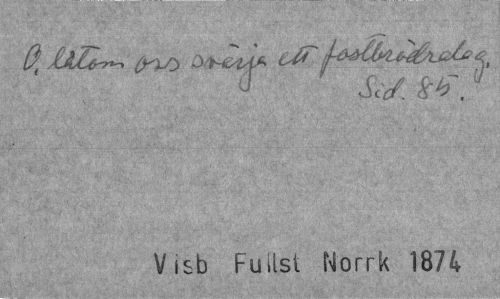 O, låtom oss svärja ett fostbrödralag.
Sid. 85.
Visb Fullst Norrk 1874